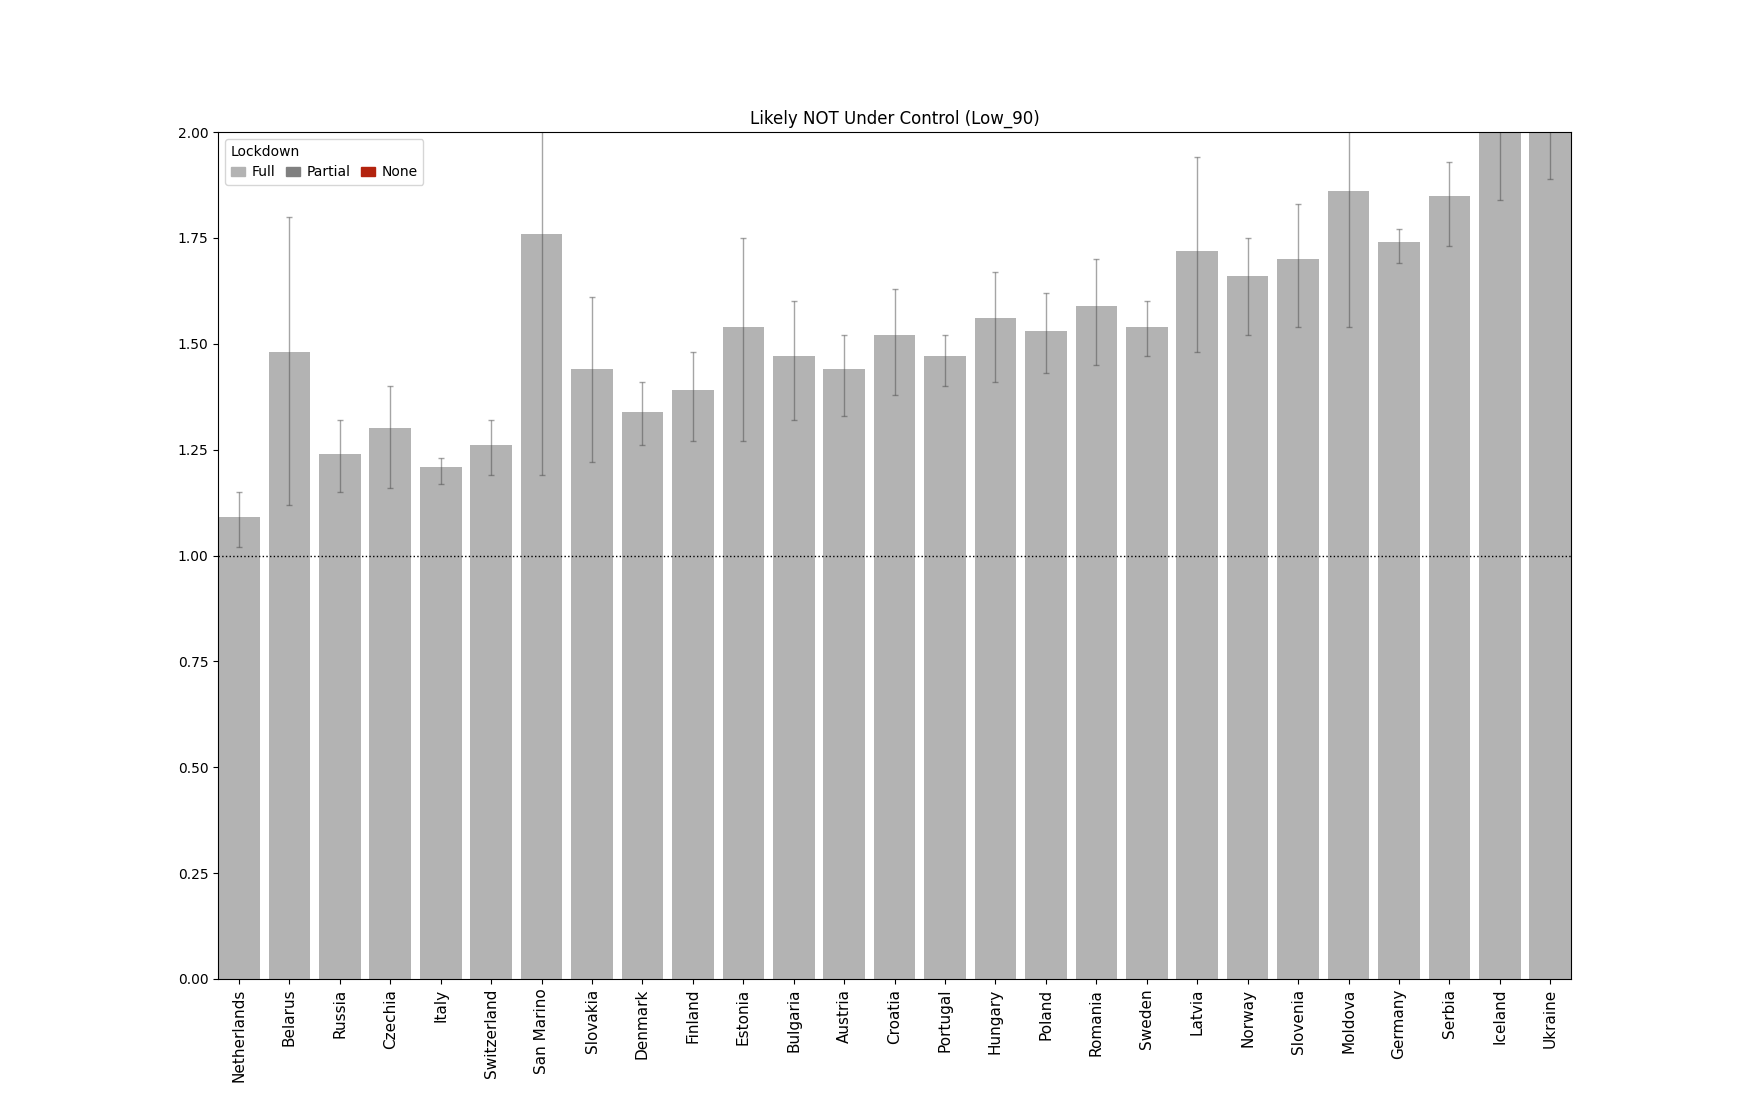 Likely NOT Under Control (Low_90)
Lockdown
Full Partial None
2.00
1.75
1.50
1.25
1.00
0.75
0.50
0.25
0.00
Netherlands
Belarus
Russia
Czechia
Italy
Switzerland
San Marino
Slovakia
Denmark
Finland
Estonia
Bulgaria
Austria
Croatia
Portugal
Hungary
Poland
Romania
Sweden
Latvia
Norway
Slovenia
Moldova
Germany
Serbia
Iceland
Ukraine